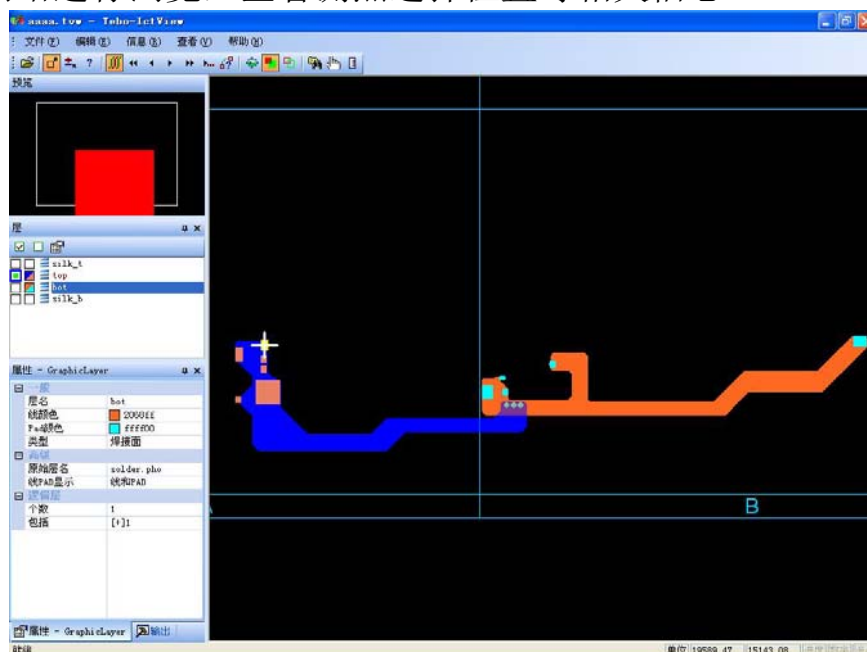 aaaa.tvw - Tebo-IctView
文件(F) 编辑(E) 信息(S) 查看(V) 帮助(H)
预览
层
silk_t
top
bot
silk_b
属性 - GraphicLayer
一般
层名 bot
线颜色 2068ff
Pad颜色 ffff00
类型 焊接面
高级
原始层名 solder.pho
线PAD显示 线和PAD
逻辑层
个数 1
包括 [+]1
B
属性 - GraphicLayer 输出
就绪 单位 19589.47 15143.08